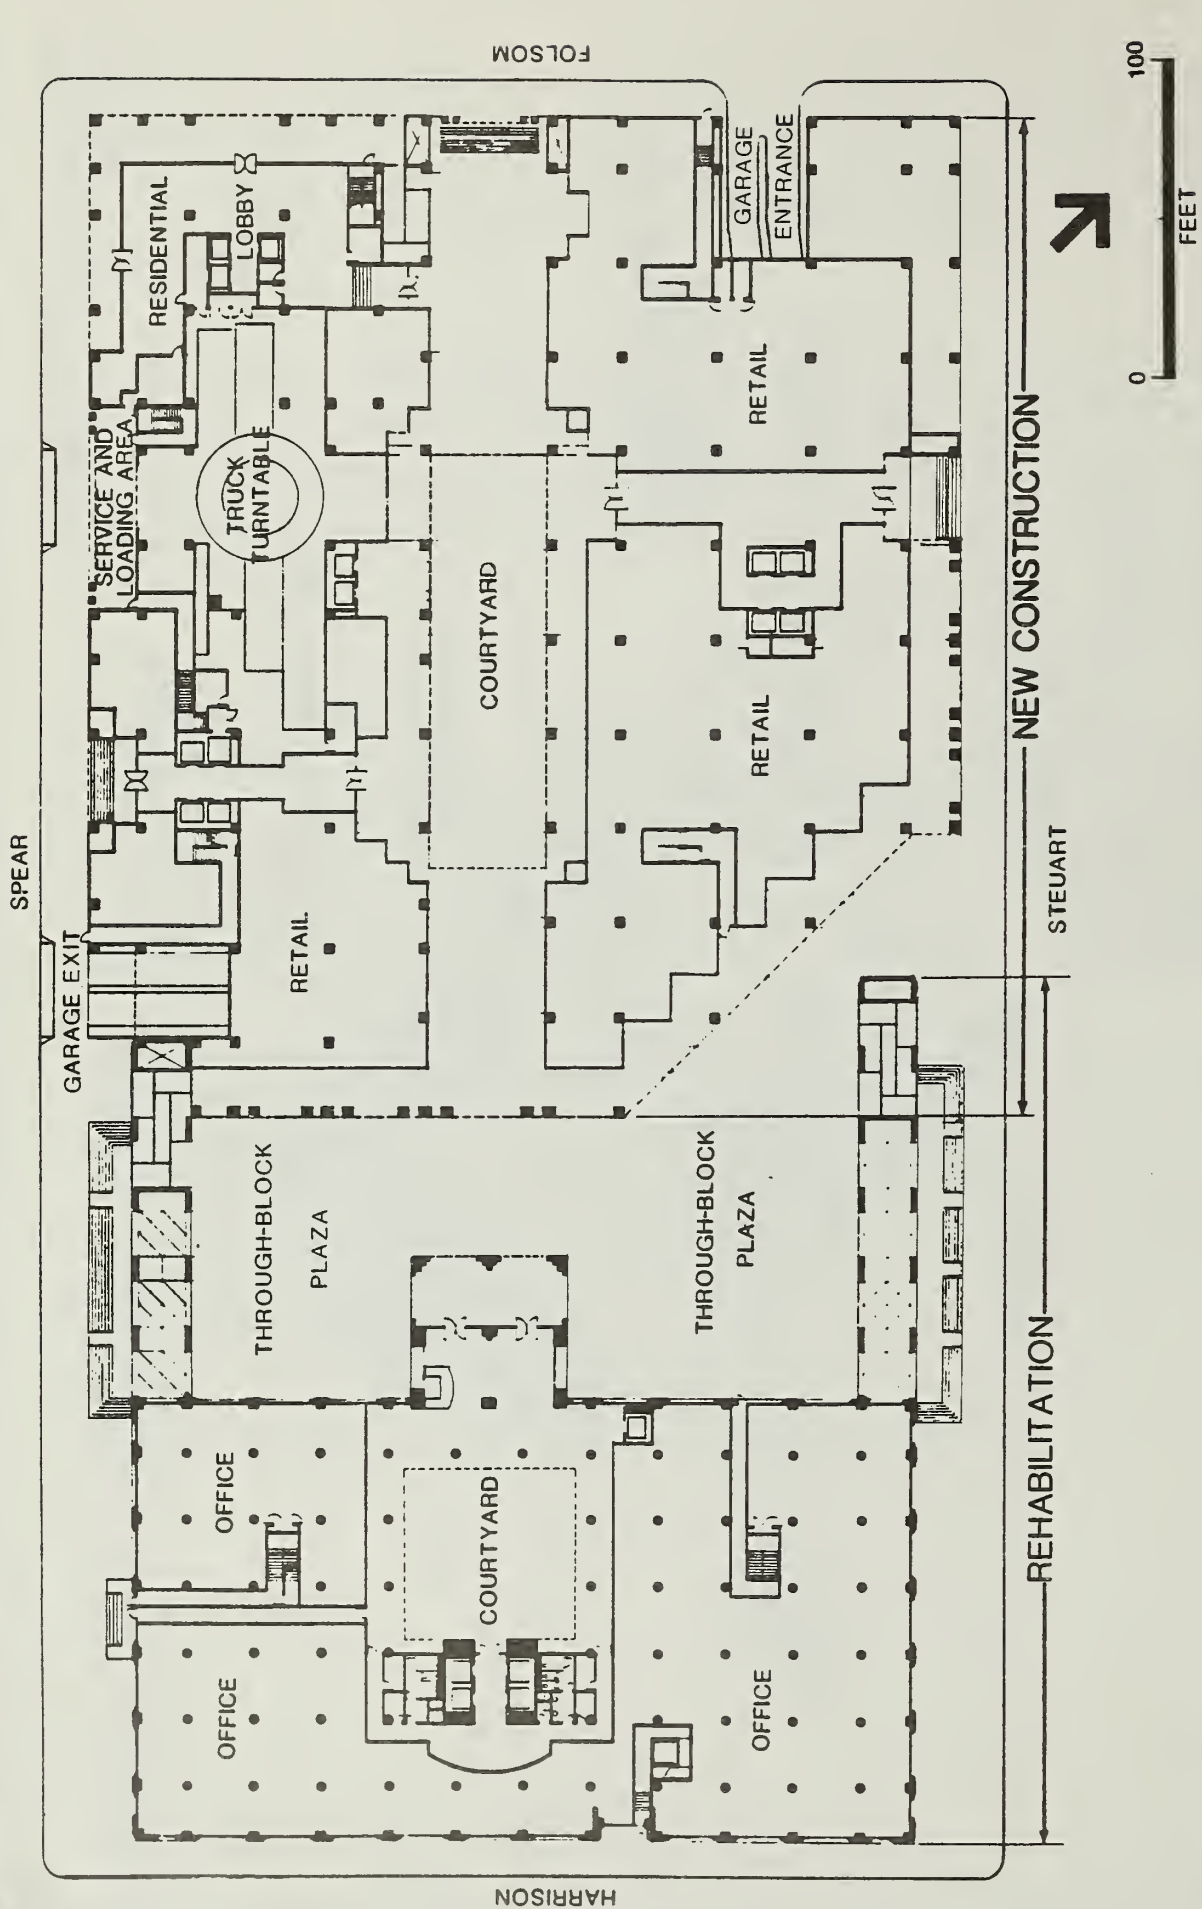 FOLSOM
100
0
FEET
SPEAR
STEUART
HARRISON
RESIDENTIAL
LOBBY
GARAGE
ENTRANCE
SERVICE AND
LOADING AREA
TRUCK
TURNTABLE
RETAIL
COURTYARD
RETAIL
RETAIL
GARAGE EXIT
NEW CONSTRUCTION
THROUGH-BLOCK
PLAZA
THROUGH-BLOCK
PLAZA
OFFICE
COURTYARD
OFFICE
OFFICE
REHABILITATION